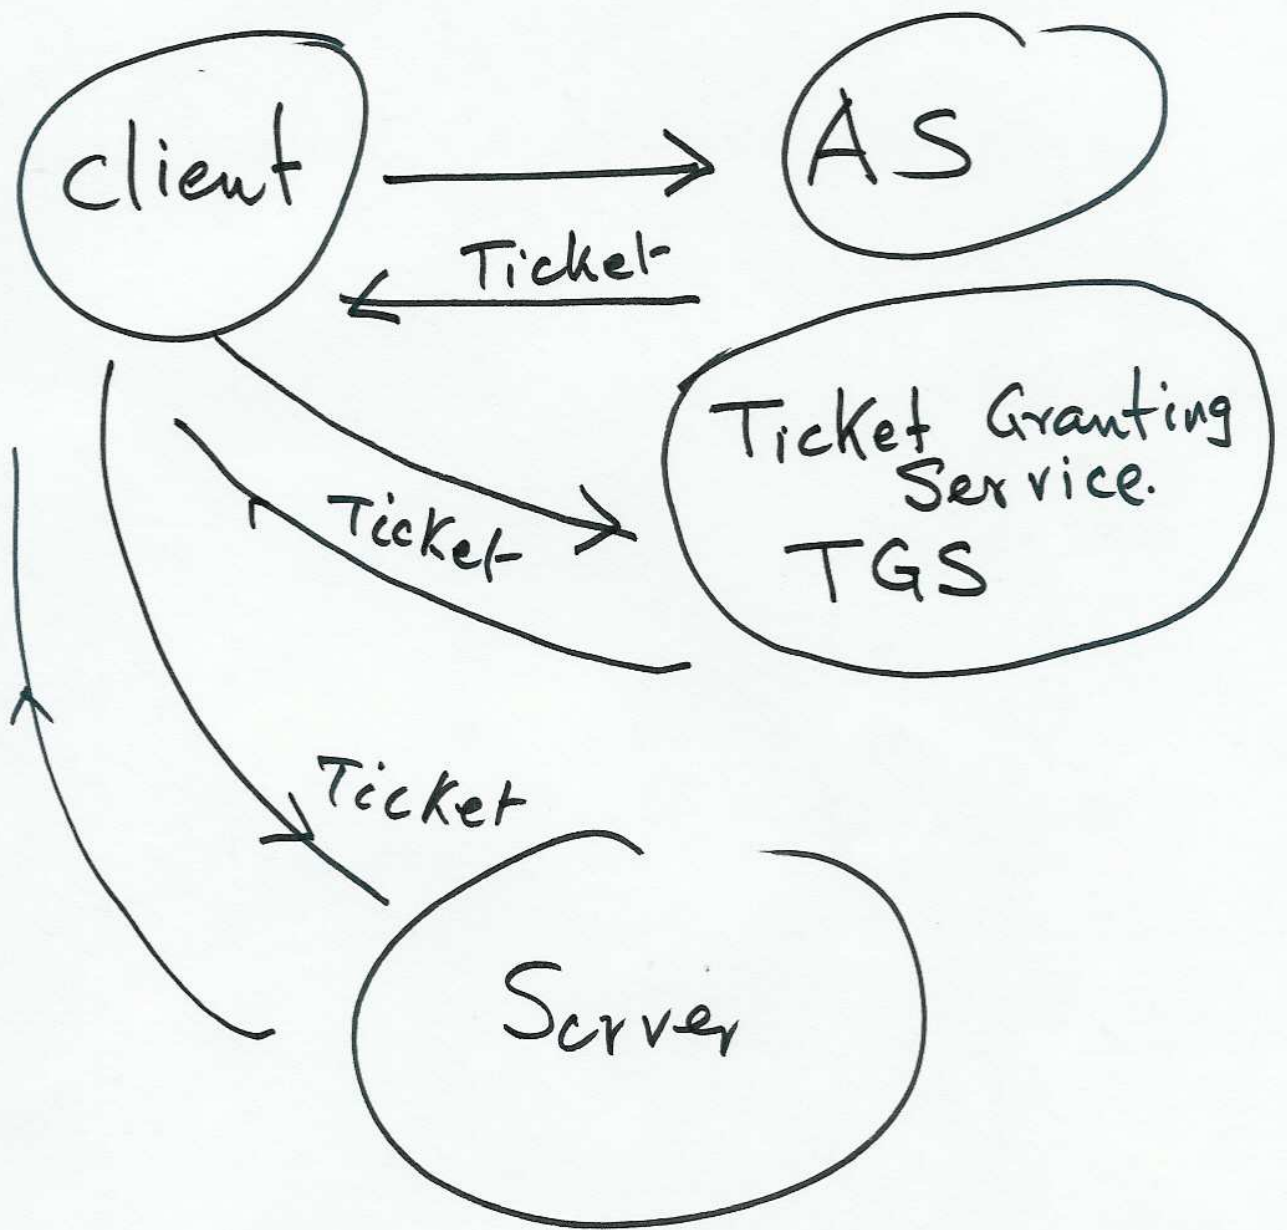 Client
AS
Ticket
Ticket Granting
Service.
TGS
Ticket
Ticket
Server